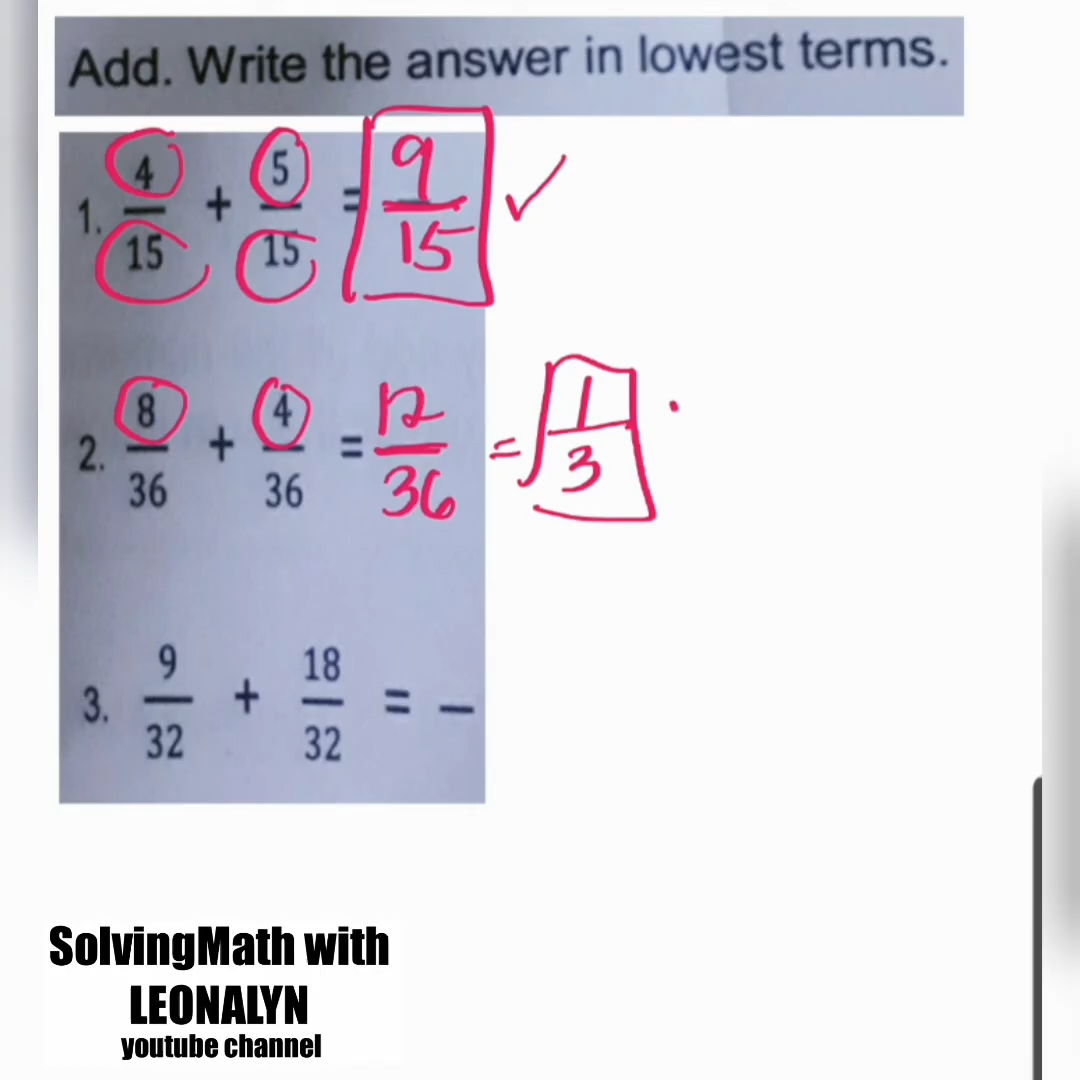 Add. Write the answer in lowest terms.
1. 4/15 + 5/15 = 9/15 ✓
2. 8/36 + 4/36 = 12/36 = 1/3
3. 9/32 + 18/32 = —
SolvingMath with
LEONALYN
youtube channel